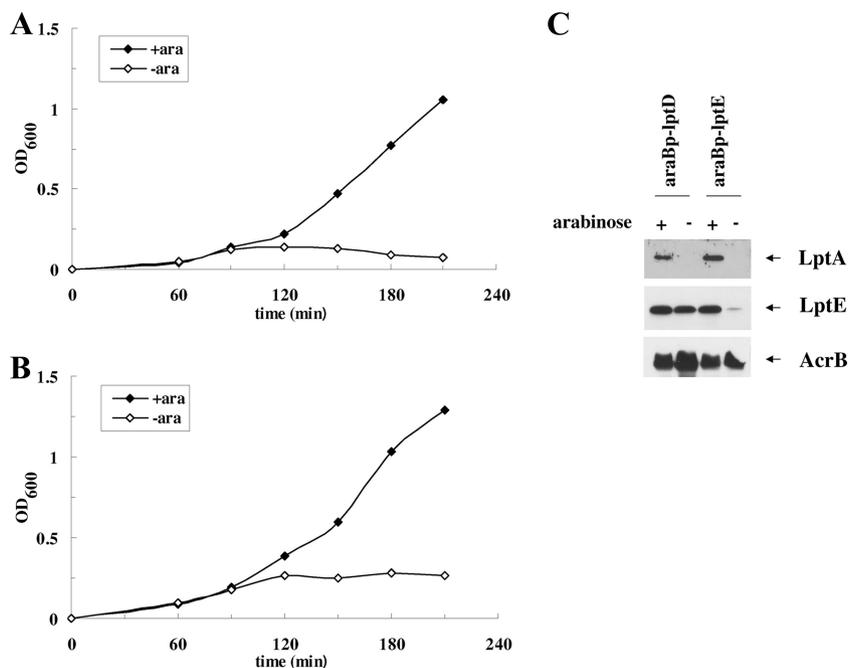 A
1.5
1
0.5
0
OD600
+ara
-ara
0 60 120 180 240
time (min)
B
1.5
1
0.5
0
OD600
+ara
-ara
0 60 120 180 240
time (min)
C
araBp-lptD
araBp-lptE
arabinose + - + -
LptA
LptE
AcrB